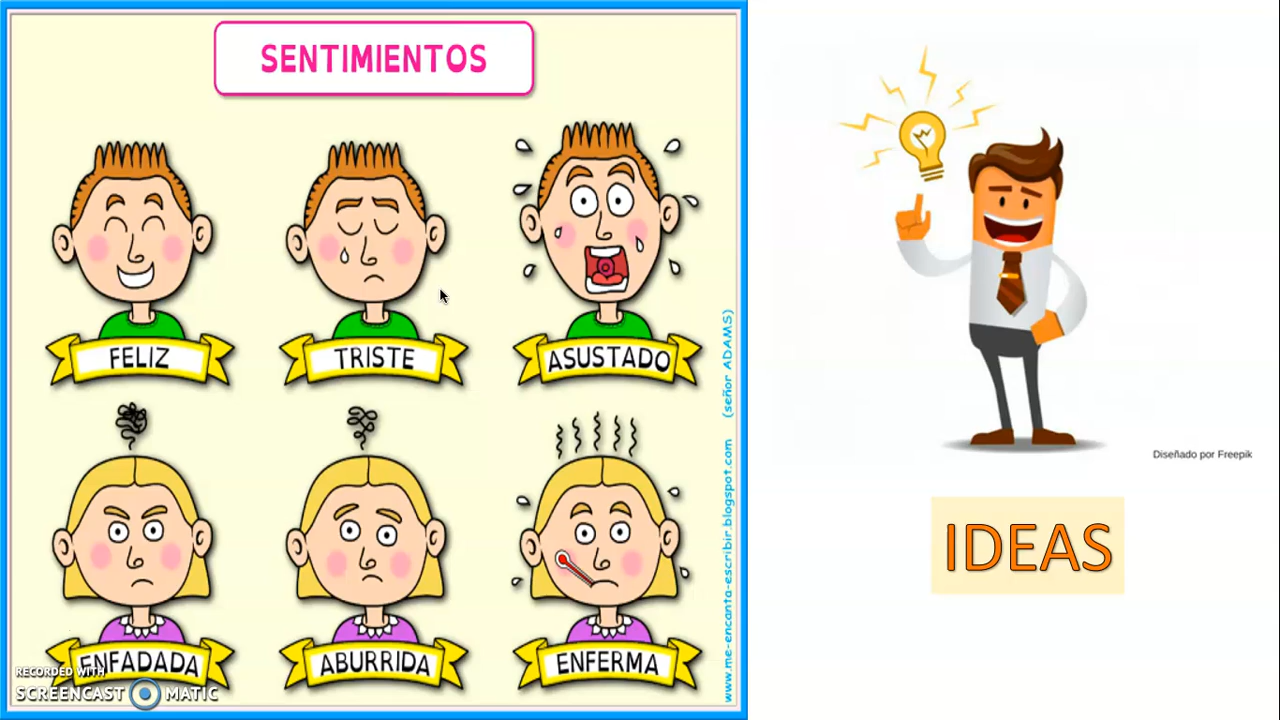 SENTIMIENTOS
FELIZ
TRISTE
ASUSTADO
ENFADADA
ABURRIDA
ENFERMA
www.me-encanta-escribir.blogspot.com (señor ADAMS)
RECORDED WITH
SCREENCAST MATIC
Diseñado por Freepik
IDEAS